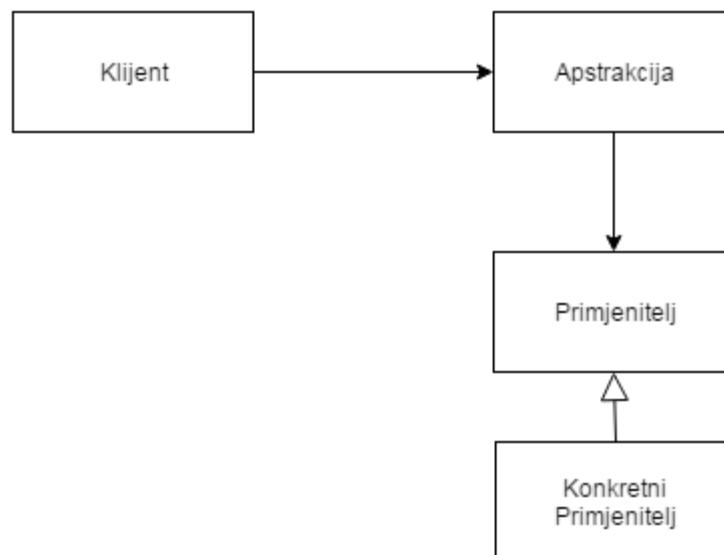 Klijent
Apstrakcija
Primjenitelj
Konkretni
Primjenitelj